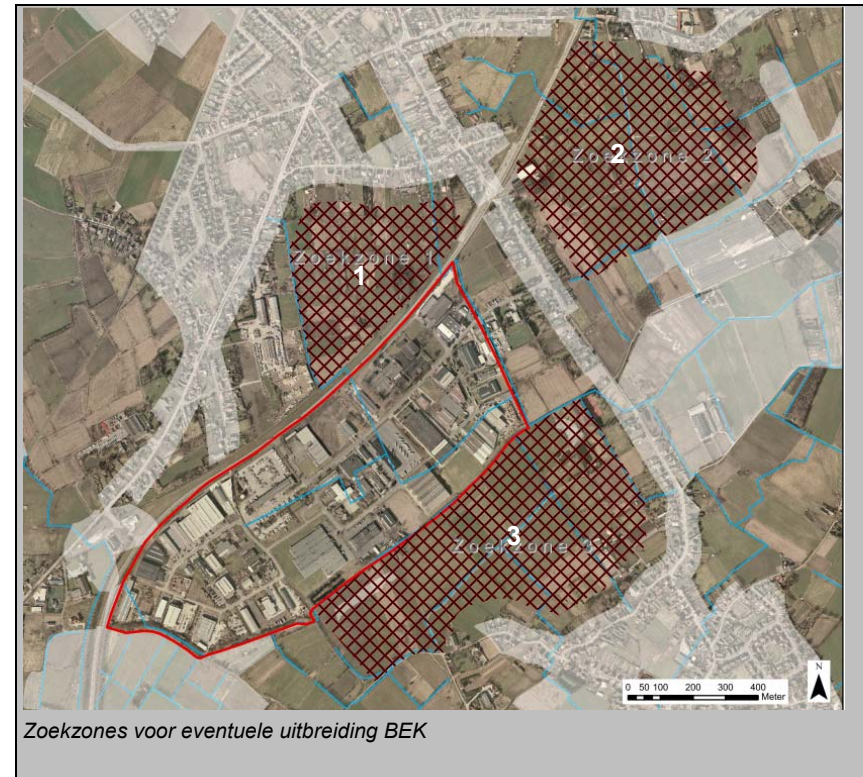 Zoekzone 2
2
Zoekzone 1
1
Zoekzone 3
3
N
0 50 100 200 300 400
Meter
Zoekzones voor eventuele uitbreiding BEK